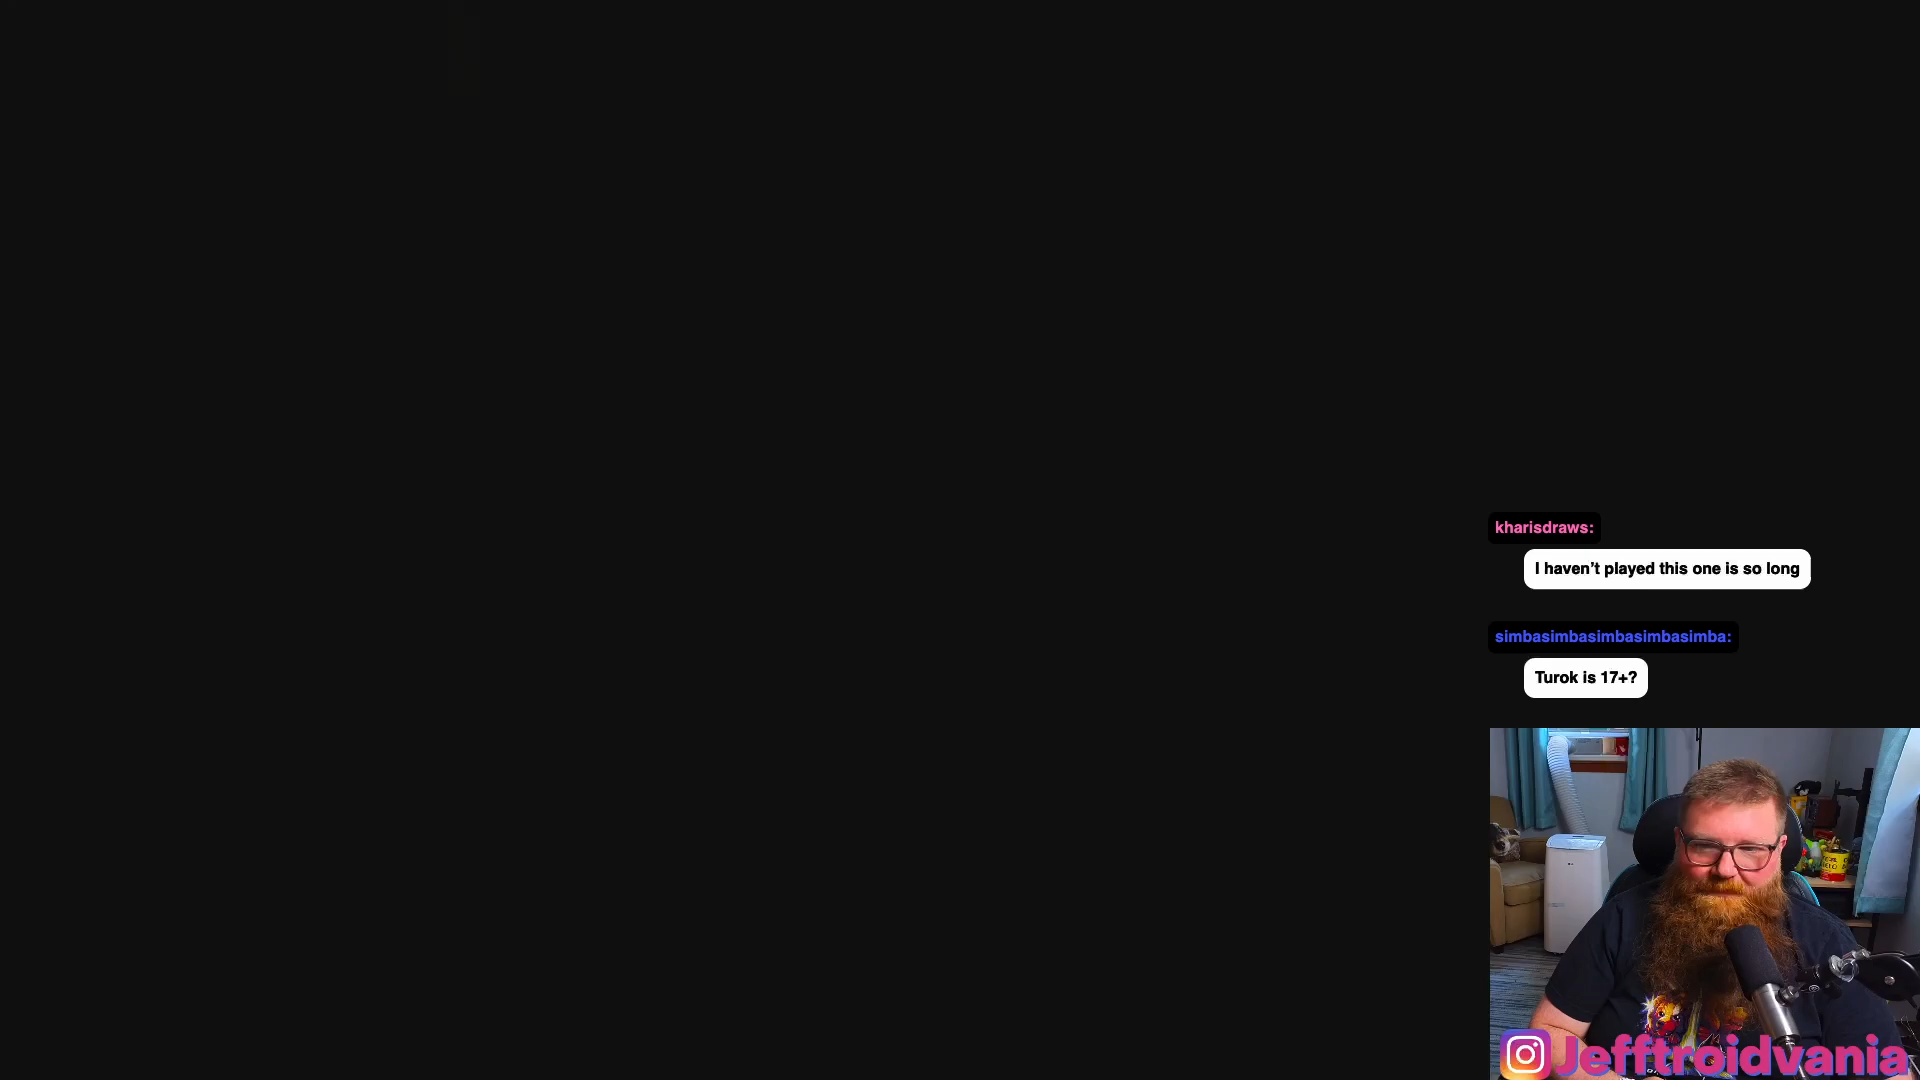 kharisdraws:
I haven’t played this one is so long
simbasimbasimbasimbasimba:
Turok is 17+?
Jefftroidvania